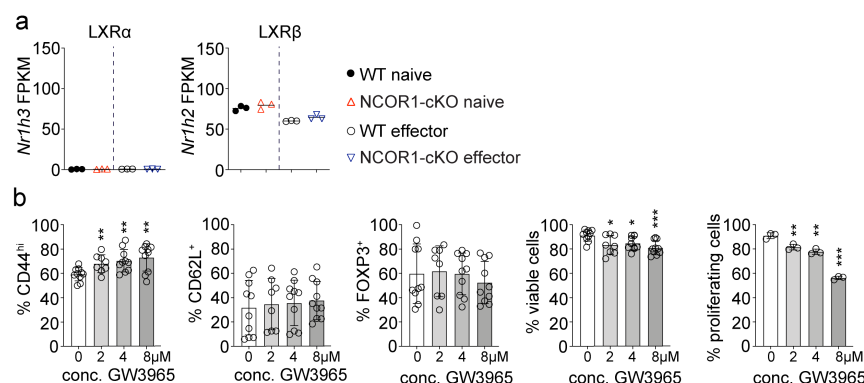 a
LXRα
LXRβ
Nr1h3 FPKM
150
100
50
0
Nr1h2 FPKM
150
100
50
0
WT naive
NCOR1-cKO naive
WT effector
NCOR1-cKO effector
b
% CD44hi
100
80
60
40
20
0
** ** **
0 2 4 8µM
conc. GW3965
% CD62L+
100
80
60
40
20
0
0 2 4 8µM
conc. GW3965
% FOXP3+
100
80
60
40
20
0
0 2 4 8µM
conc. GW3965
% viable cells
100
80
60
40
20
0
* * ***
0 2 4 8µM
conc. GW3965
% proliferating cells
100
80
60
40
20
0
** ** ***
0 2 4 8µM
conc. GW3965